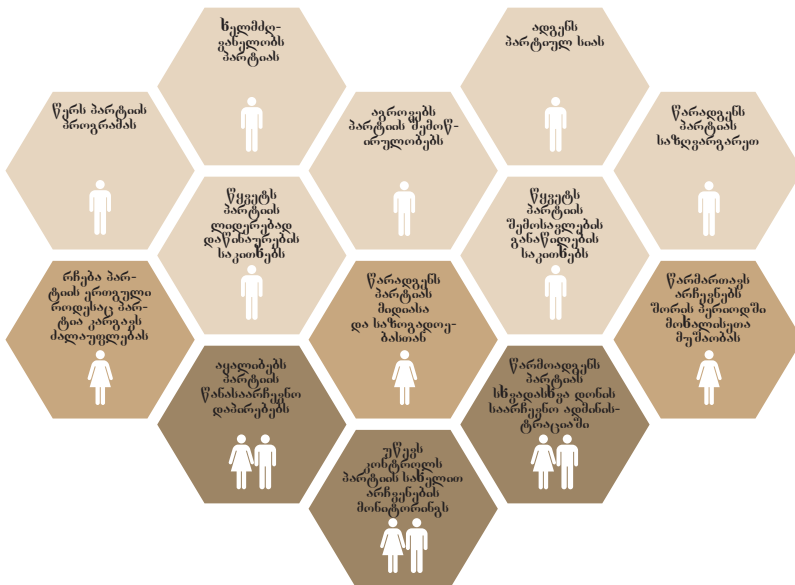 ხელმძღ-
ვანელობს
პარტიას
ადგენს
პარტიულ სიას
წერს პარტიის
პროგრამას
აგროვებს
პარტიის შემოწ-
ირულობებს
წარადგენს
პარტიას
საზღვარგარეთ
წყვეტს
პარტიის
ლიდერებად
დაწინაურების
საკითხებს
წყვეტს
პარტიის
შემოსავლების
განაწილების
საკითხებს
რჩება პარ-
ტიის ერთგული
როდესაც პარ-
ტია კარგავს
ძალაუფლებას
წარადგენს
პარტიას
მიდიასა
და საზოგადოე-
ბასთან
წარმართავს
არჩევნებს
შორის პერიოდში
მოხალისეთა
მუშაობას
აყალიბებს
პარტიის
წინასაარჩევნო
დაპირებებს
წარმოადგენს
პარტიას
სხვადასხვა დონის
საარჩევნო ადმინის-
ტრაციაში
უწევს
კონტროლს
პარტიის სახელით
არჩვენების
მონიტორინგს